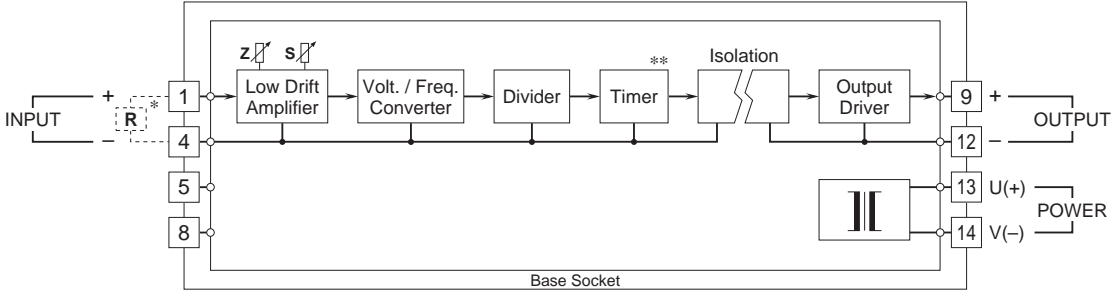 Isolation
Z S **
Low Drift Amplifier
Volt. / Freq. Converter
Divider
Timer
Output Driver
INPUT
+
–
R
*
1
4
5
8
9
12
13
14
+
–
OUTPUT
U(+)
V(–)
POWER
Base Socket